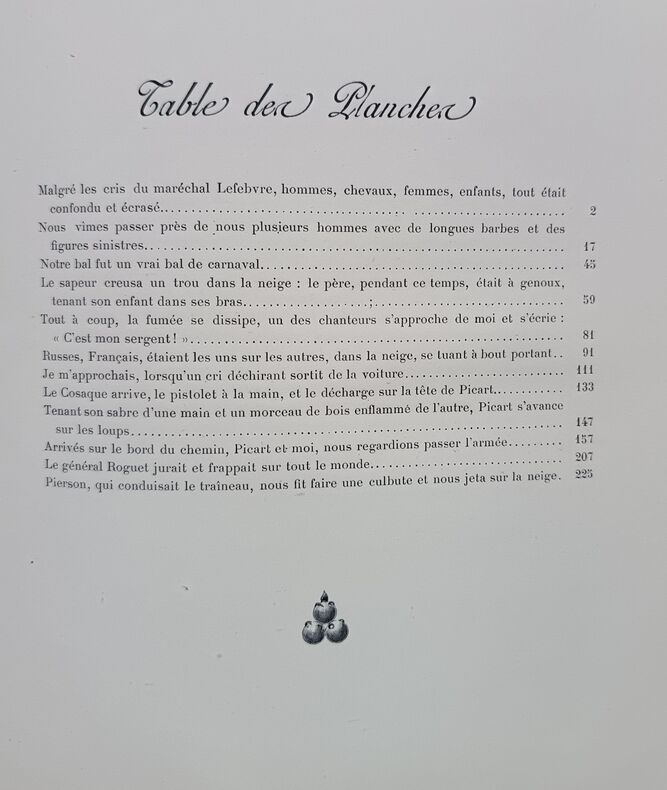 Table des Planches
Malgré les cris du maréchal Lefebvre, hommes, chevaux, femmes, enfants, tout était
confondu et écrasé. 2
Nous vîmes passer près de nous plusieurs hommes avec de longues barbes et des
figures sinistres. 17
Notre bal fut un vrai bal de carnaval. 45
Le sapeur creusa un trou dans la neige : le père, pendant ce temps, était à genoux,
tenant son enfant dans ses bras. 59
Tout à coup, la fumée se dissipe, un des chanteurs s'approche de moi et s'écrie :
« C'est mon sergent ! » 81
Russes, Français, étaient les uns sur les autres, dans la neige, se tuant à bout portant. 91
Je m'approchais, lorsqu'un cri déchirant sortit de la voiture 111
Le Cosaque arrive, le pistolet à la main, et le décharge sur la tête de Picart. 133
Tenant son sabre d'une main et un morceau de bois enflammé de l'autre, Picart s'avance
sur les loups 147
Arrivés sur le bord du chemin, Picart et moi, nous regardions passer l'armée 157
Le général Roguet jurait et frappait sur tout le monde. 207
Pierson, qui conduisait le traîneau, nous fit faire une culbute et nous jeta sur la neige. 225